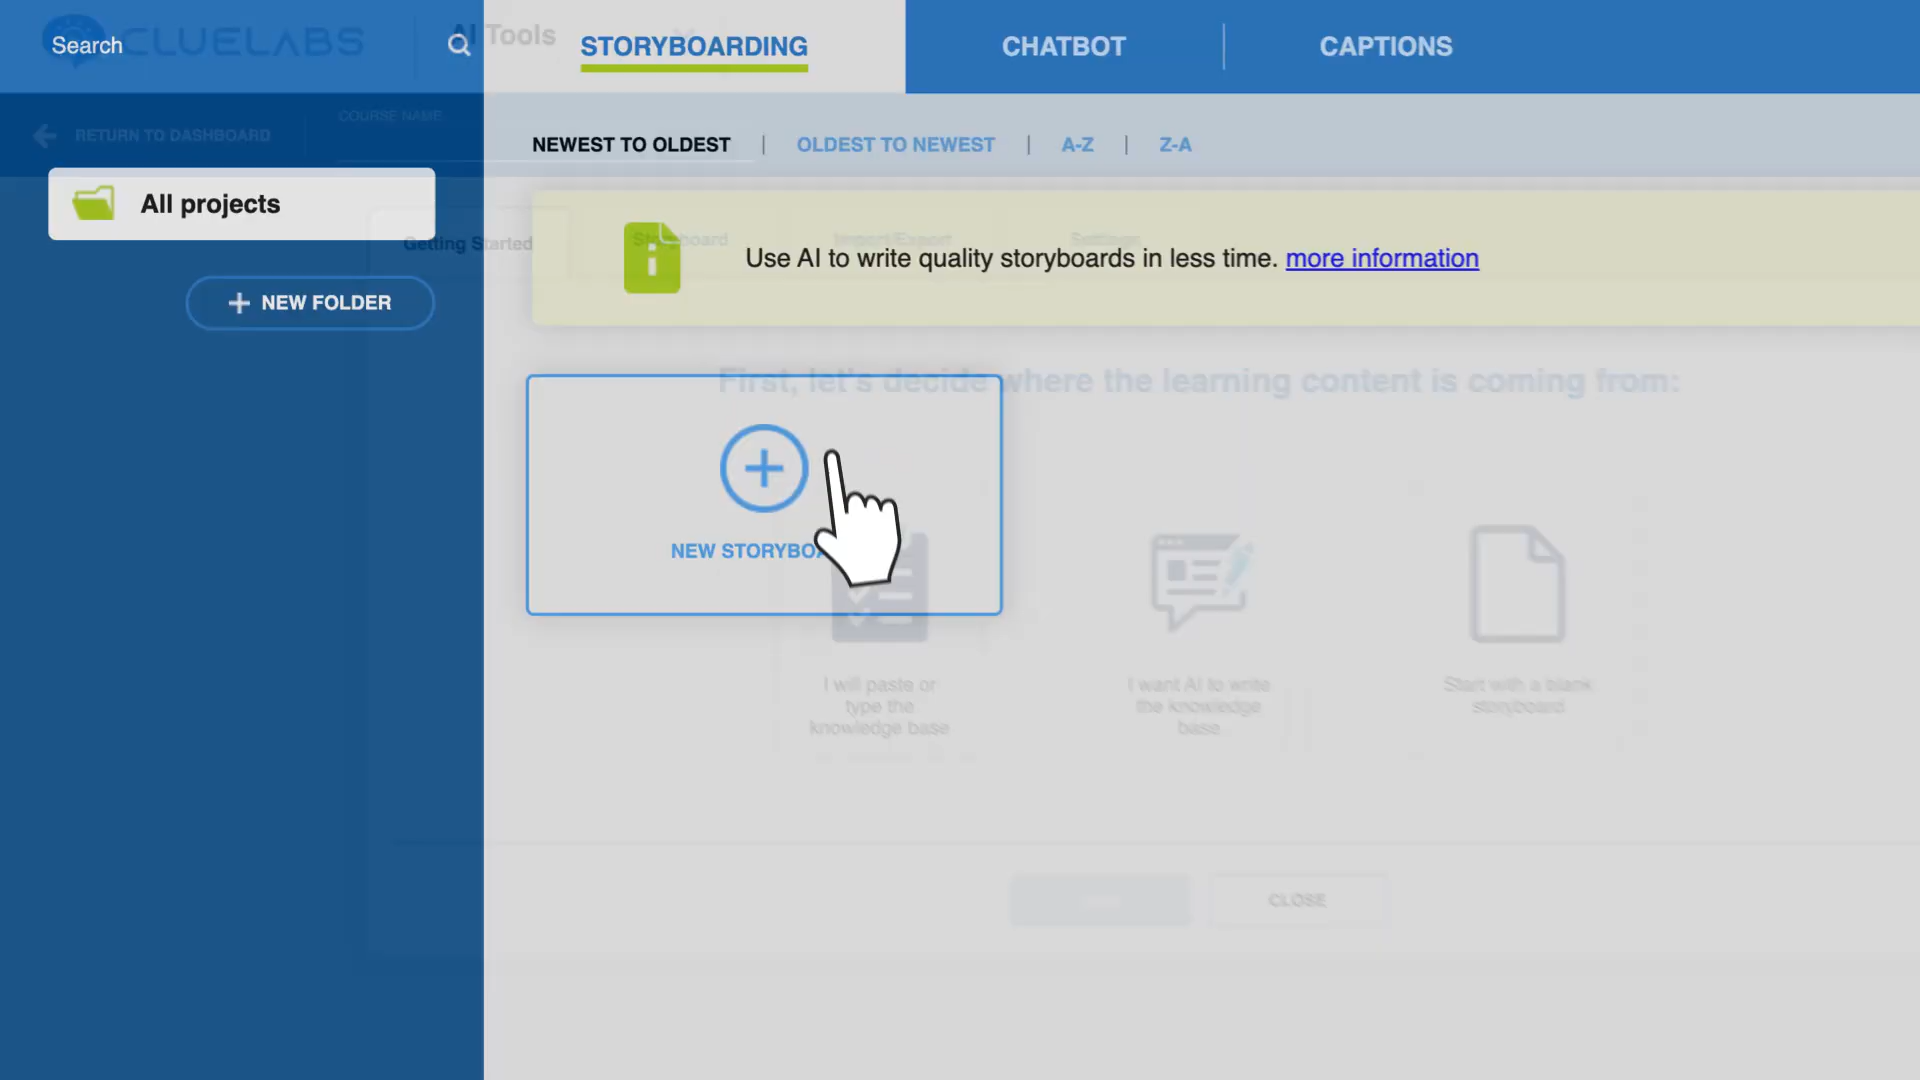 Search
CLUELABS
AI Tools
STORYBOARDING
CHATBOT
CAPTIONS
RETURN TO DASHBOARD
COURSE NAME
NEWEST TO OLDEST | OLDEST TO NEWEST | A-Z | Z-A
All projects
Getting Started
Storyboard
Import/Export
Settings
Use AI to write quality storyboards in less time. more information
NEW FOLDER
First, let's decide where the learning content is coming from:
NEW STORYBOA
I will paste or
type the
knowledge base
I want AI to write
the knowledge
base
Start with a blank
storyboard
CLOSE